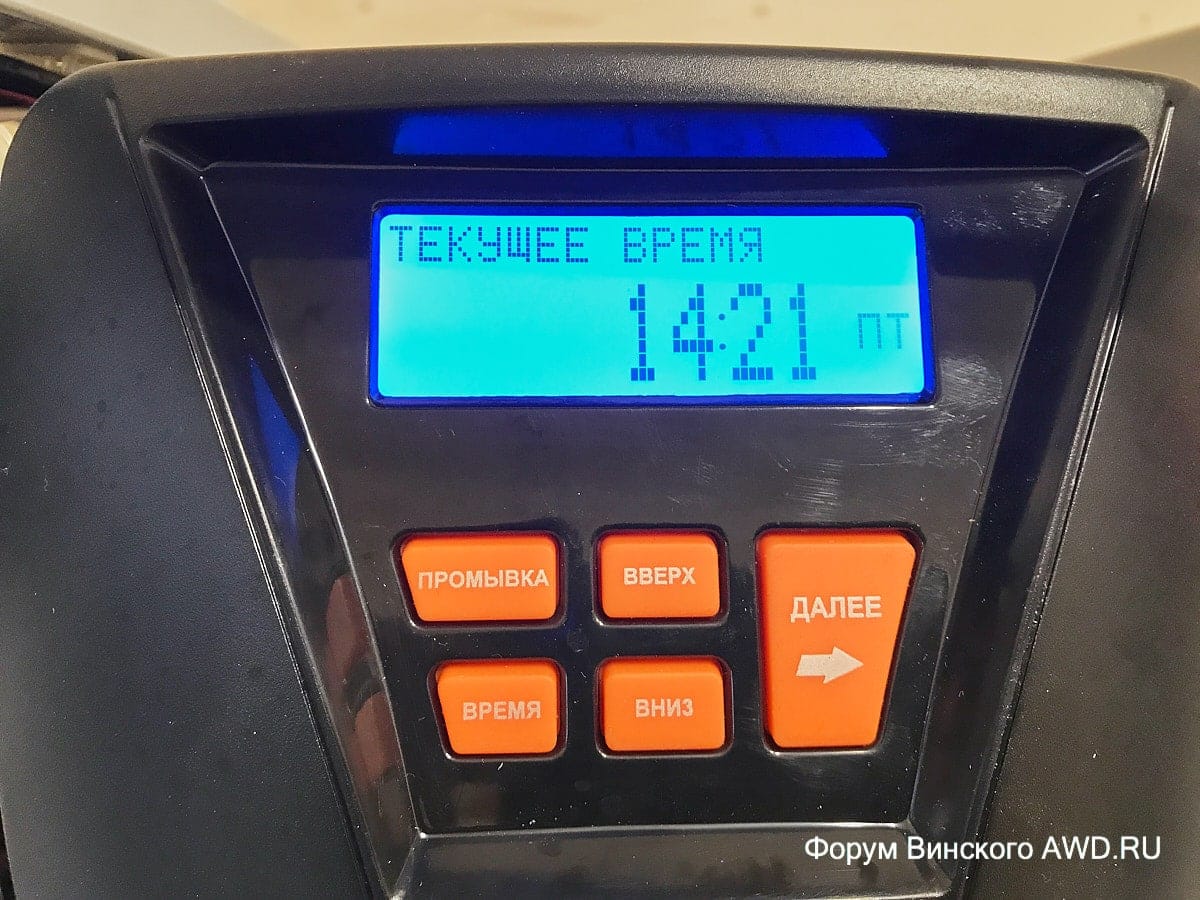 ТЕКУЩЕЕ ВРЕМЯ
14:21 ПТ
ПРОМЫВКА
ВВЕРХ
ДАЛЕЕ
ВРЕМЯ
ВНИЗ
Форум Винского AWD.RU